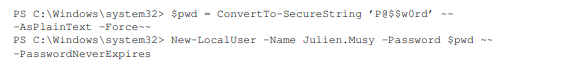 PS C:\Windows\system32> $pwd = ConvertTo-SecureString ’P@$$w0rd’ ~~
-AsPlainText -Force~~
PS C:\Windows\system32> New-LocalUser -Name Julien.Musy -Password $pwd ~~
-PasswordNeverExpires